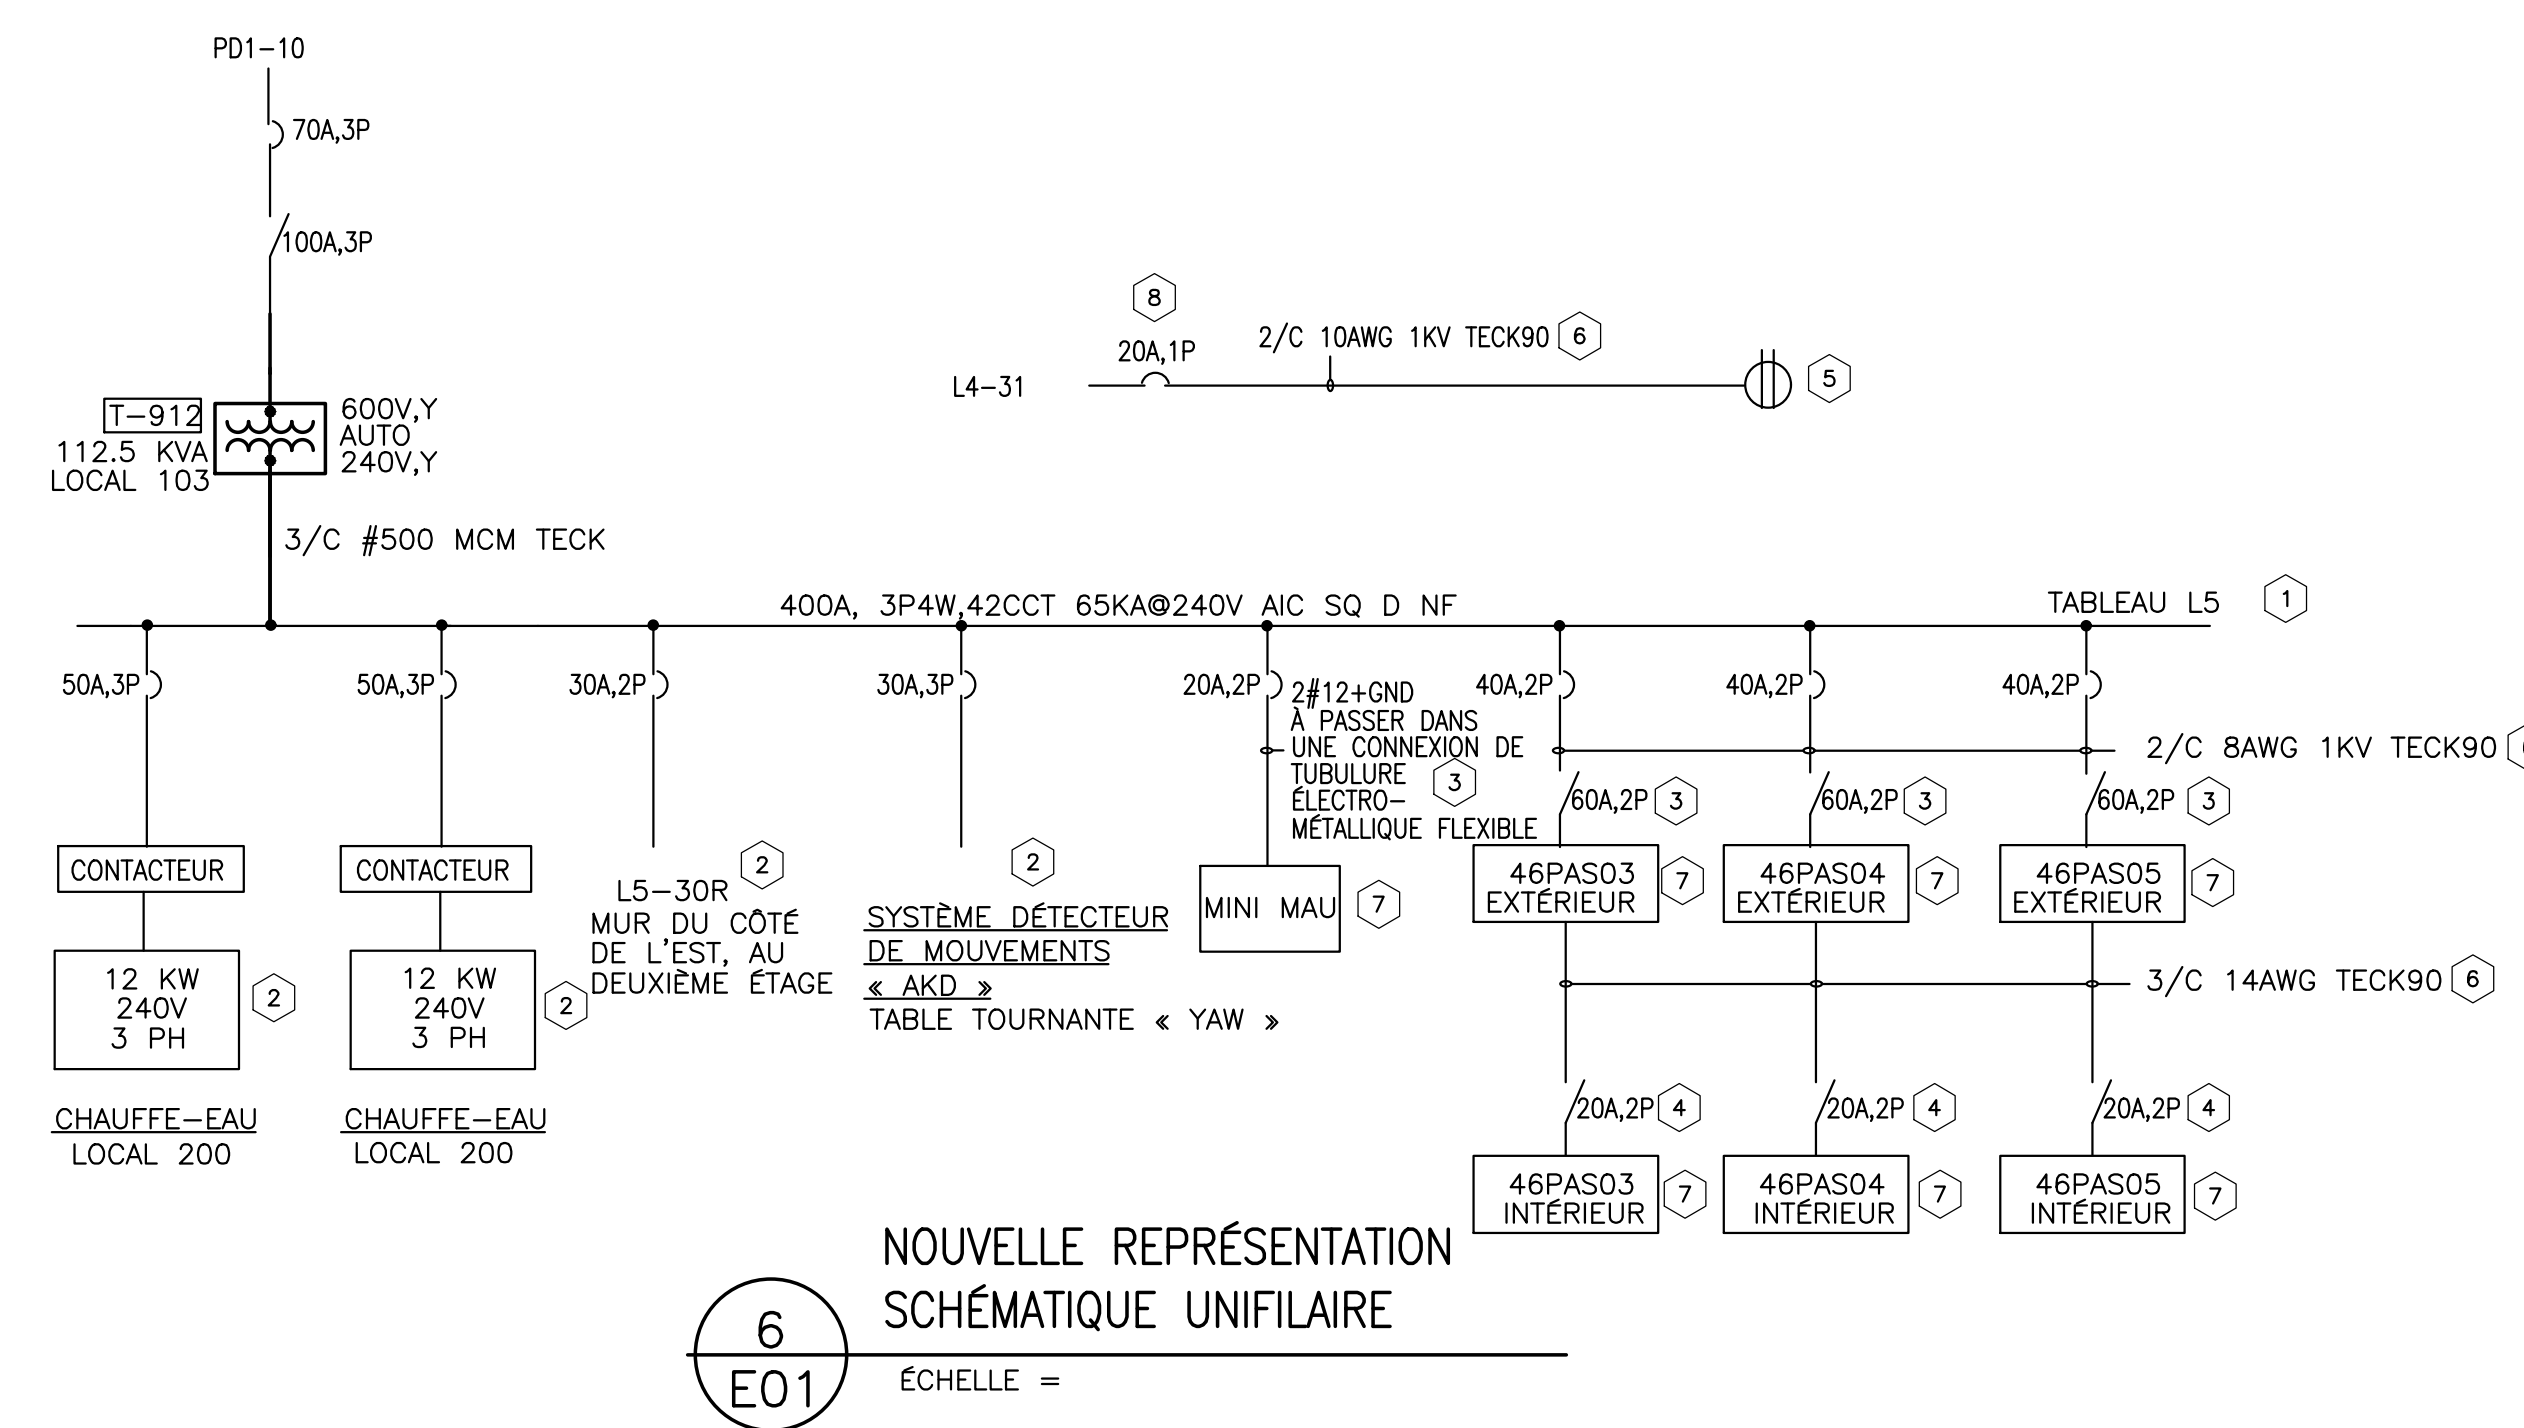 PD1-10
70A,3P
100A,3P
T-912
112.5 KVA
LOCAL 103
600V,Y
AUTO
240V,Y
3/C #500 MCM TECK
8
20A,1P
2/C 10AWG 1KV TECK90
6
L4-31
5
400A, 3P4W,42CCT 65KA@240V AIC SQ D NF
TABLEAU L5
1
50A,3P
50A,3P
30A,2P
30A,3P
20A,2P
40A,2P
40A,2P
40A,2P
2#12+GND
À PASSER DANS
UNE CONNEXION DE
TUBULURE
ÉLECTRO-
MÉTALLIQUE FLEXIBLE
3
2/C 8AWG 1KV TECK90
60A,2P
3
60A,2P
3
60A,2P
3
CONTACTEUR
CONTACTEUR
12 KW
240V
3 PH
2
CHAUFFE-EAU
LOCAL 200
12 KW
240V
3 PH
2
CHAUFFE-EAU
LOCAL 200
2
L5-30R
MUR DU CÔTÉ
DE L'EST, AU
DEUXIÈME ÉTAGE
2
SYSTÈME DÉTECTEUR
DE MOUVEMENTS
« AKD »
TABLE TOURNANTE « YAW »
MINI MAU
7
46PAS03
EXTÉRIEUR
7
46PAS04
EXTÉRIEUR
7
46PAS05
EXTÉRIEUR
7
3/C 14AWG TECK90
6
20A,2P
4
20A,2P
4
20A,2P
4
46PAS03
INTÉRIEUR
7
46PAS04
INTÉRIEUR
7
46PAS05
INTÉRIEUR
7
6
E01
NOUVELLE REPRÉSENTATION
SCHÉMATIQUE UNIFILAIRE
ÉCHELLE =